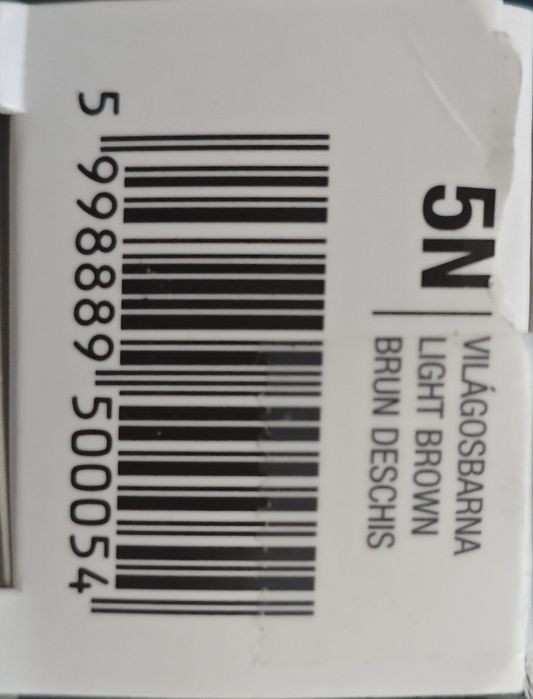 5N
VILÁGOSBARNA
LIGHT BROWN
BRUN DESCHIS
5 998889 500054